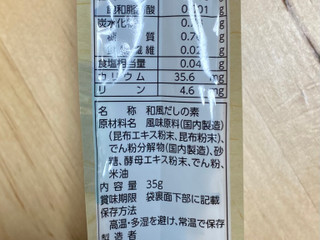 飽和脂肪酸 0.001 g
炭水化物
糖質 0.7 g
食物繊維 0.02 g
食塩相当量 0.04 g
カリウム 35.6 mg
リン 4.6 mg
名称 和風だしの素
原材料名 風味原料(国内製造)
(昆布エキス粉末、昆布粉末)、
でん粉分解物(国内製造)、砂
糖、酵母エキス粉末、でん粉、
米油
内容量 35g
賞味期限 袋裏面下部に記載
保存方法
高温・多湿を避け、常温で保存
製造者